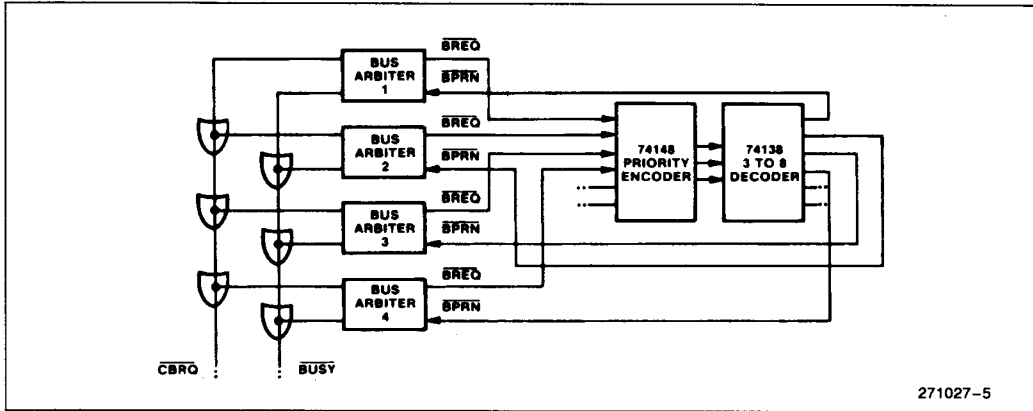 BUS
ARBITER
1
BREQ
BPRN
BUS
ARBITER
2
BREQ
BPRN
BUS
ARBITER
3
BREQ
BPRN
BUS
ARBITER
4
BREQ
BPRN
74148
PRIORITY
ENCODER
74138
3 TO 8
DECODER
CBRQ
BUSY
271027-5